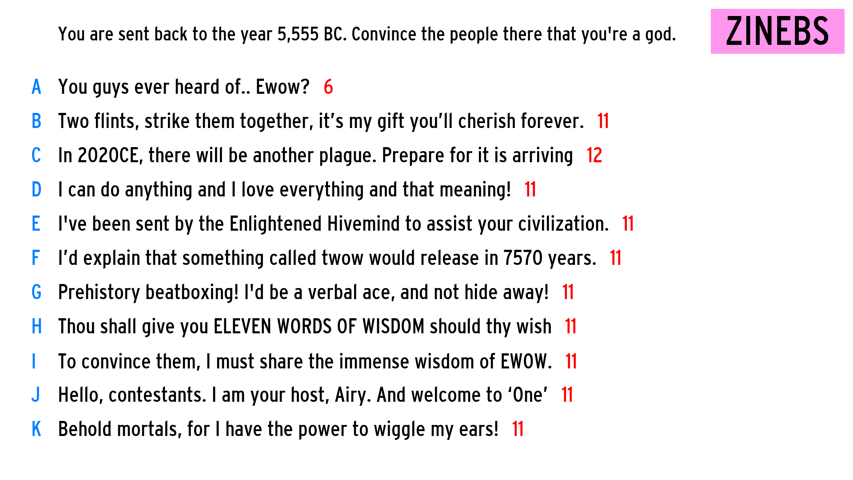 You are sent back to the year 5,555 BC. Convince the people there that you're a god.
ZINEBS
A You guys ever heard of.. Ewow? 6
B Two flints, strike them together, it’s my gift you’ll cherish forever. 11
C In 2020CE, there will be another plague. Prepare for it is arriving 12
D I can do anything and I love everything and that meaning! 11
E I've been sent by the Enlightened Hivemind to assist your civilization. 11
F I’d explain that something called twow would release in 7570 years. 11
G Prehistory beatboxing! I'd be a verbal ace, and not hide away! 11
H Thou shall give you ELEVEN WORDS OF WISDOM should thy wish 11
I To convince them, I must share the immense wisdom of EWOW. 11
J Hello, contestants. I am your host, Airy. And welcome to ‘One’ 11
K Behold mortals, for I have the power to wiggle my ears! 11